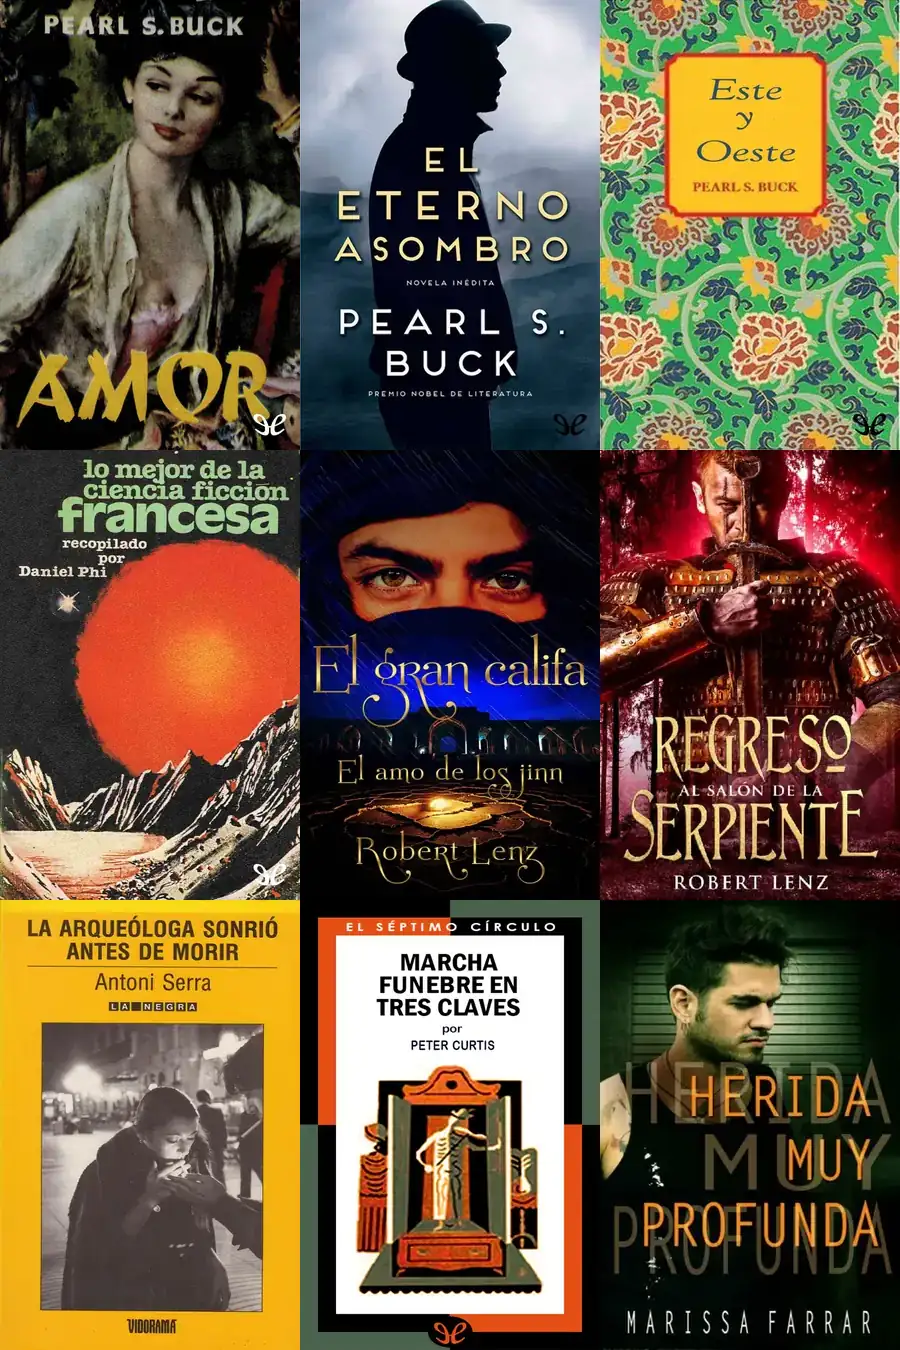 PEARL S. BUCK
AMOR
EL
ETERNO
ASOMBRO
NOVELA INÉDITA
PEARL S.
BUCK
PREMIO NOBEL DE LITERATURA
Este
y
Oeste
PEARL S. BUCK
lo mejor de la
ciencia ficción
francesa
recopilado
por
Daniel Phi
El gran califa
El amo de los jinn
Robert Lenz
REGRESO
AL SALÓN DE LA
SERPIENTE
ROBERT LENZ
LA ARQUEÓLOGA SONRIÓ
ANTES DE MORIR
Antoni Serra
LA NEGRA
VIDORAMA
EL SÉPTIMO CÍRCULO
MARCHA
FUNEBRE EN
TRES CLAVES
por
PETER CURTIS
HERIDA
MUY
PROFUNDA
MARISSA FARRAR